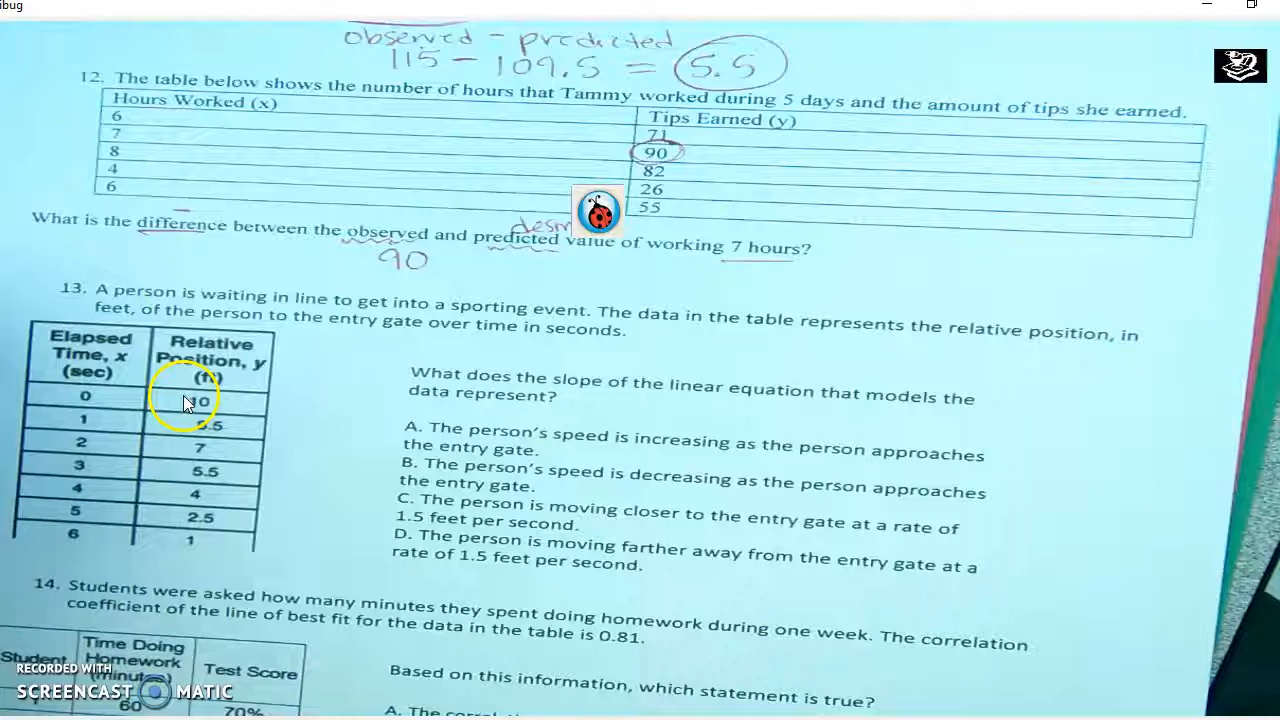 ibug
observed - predicted
115 - 109.5 = 5.5
12. The table below shows the number of hours that Tammy worked during 5 days and the amount of tips she earned.
Hours Worked (x) Tips Earned (y)
6 71
7 90
8 82
4 26
6 55
What is the difference between the observed and predicted value of working 7 hours?
90
13. A person is waiting in line to get into a sporting event. The data in the table represents the relative position, in
feet, of the person to the entry gate over time in seconds.
Elapsed Time, x (sec) Relative Position, y (ft)
0 10
1 8.5
2 7
3 5.5
4 4
5 2.5
6 1
What does the slope of the linear equation that models the
data represent?
A. The person's speed is increasing as the person approaches
the entry gate.
B. The person's speed is decreasing as the person approaches
the entry gate.
C. The person is moving closer to the entry gate at a rate of
1.5 feet per second.
D. The person is moving farther away from the entry gate at a
rate of 1.5 feet per second.
14. Students were asked how many minutes they spent doing homework during one week. The correlation
coefficient of the line of best fit for the data in the table is 0.81.
Student Time Doing Homework (minutes) Test Score
60 70%
Based on this information, which statement is true?
A. The
RECORDED WITH
SCREENCAST MATIC